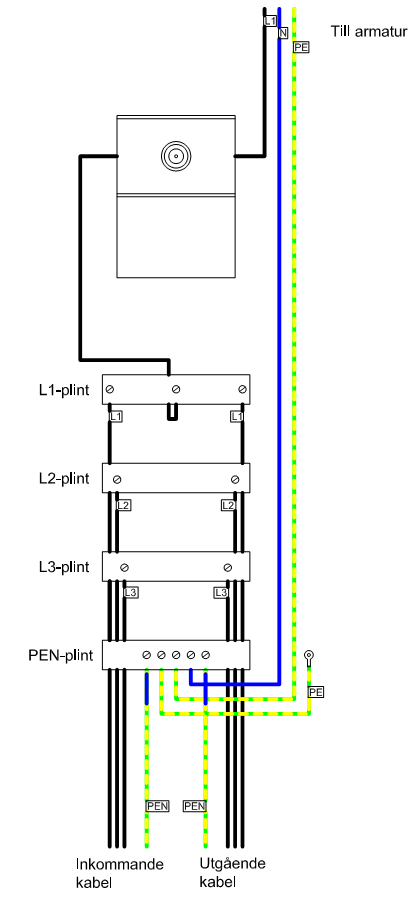 L1
N
PE
Till armatur
L1-plint
L1
L1
L2-plint
L2
L2
L3-plint
L3
L3
PEN-plint
PE
PEN
PEN
Inkommande
kabel
Utgående
kabel